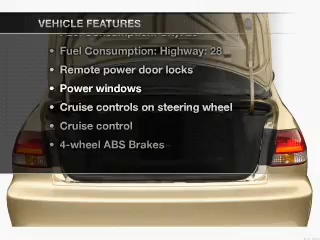 VEHICLE FEATURES
• Fuel Consumption: Highway: 28
• Remote power door locks
• Power windows
• Cruise controls on steering wheel
• Cruise control
• 4-wheel ABS Brakes